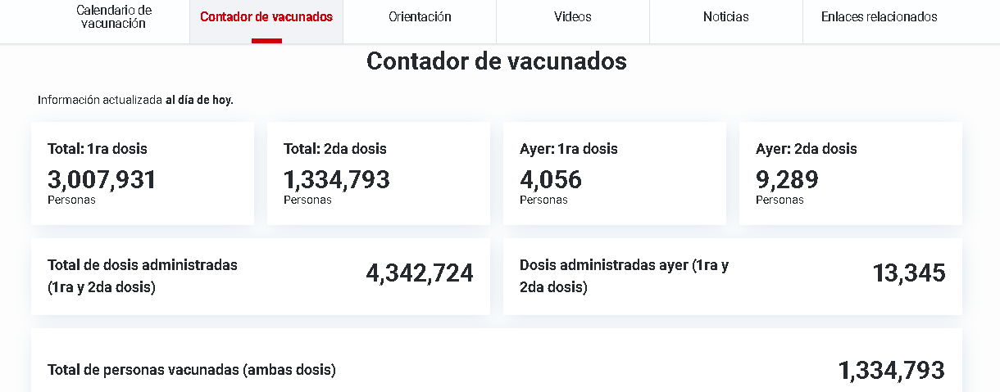 Calendario de
vacunación
Contador de vacunados
Orientación
Videos
Noticias
Enlaces relacionados
Contador de vacunados
Información actualizada al día de hoy.
Total: 1ra dosis
3,007,931
Personas
Total: 2da dosis
1,334,793
Personas
Ayer: 1ra dosis
4,056
Personas
Ayer: 2da dosis
9,289
Personas
Total de dosis administradas
(1ra y 2da dosis)
4,342,724
Dosis administradas ayer (1ra y
2da dosis)
13,345
Total de personas vacunadas (ambas dosis)
1,334,793